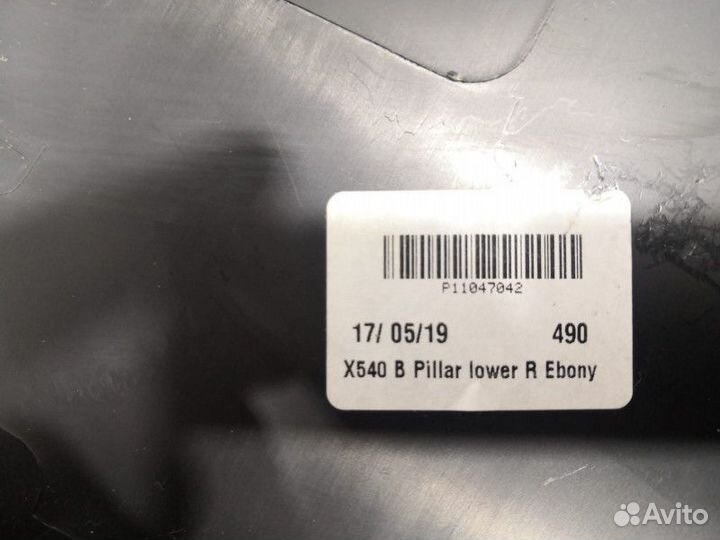 P11047042
17/ 05/19 490
X540 B Pillar lower R Ebony
Avito